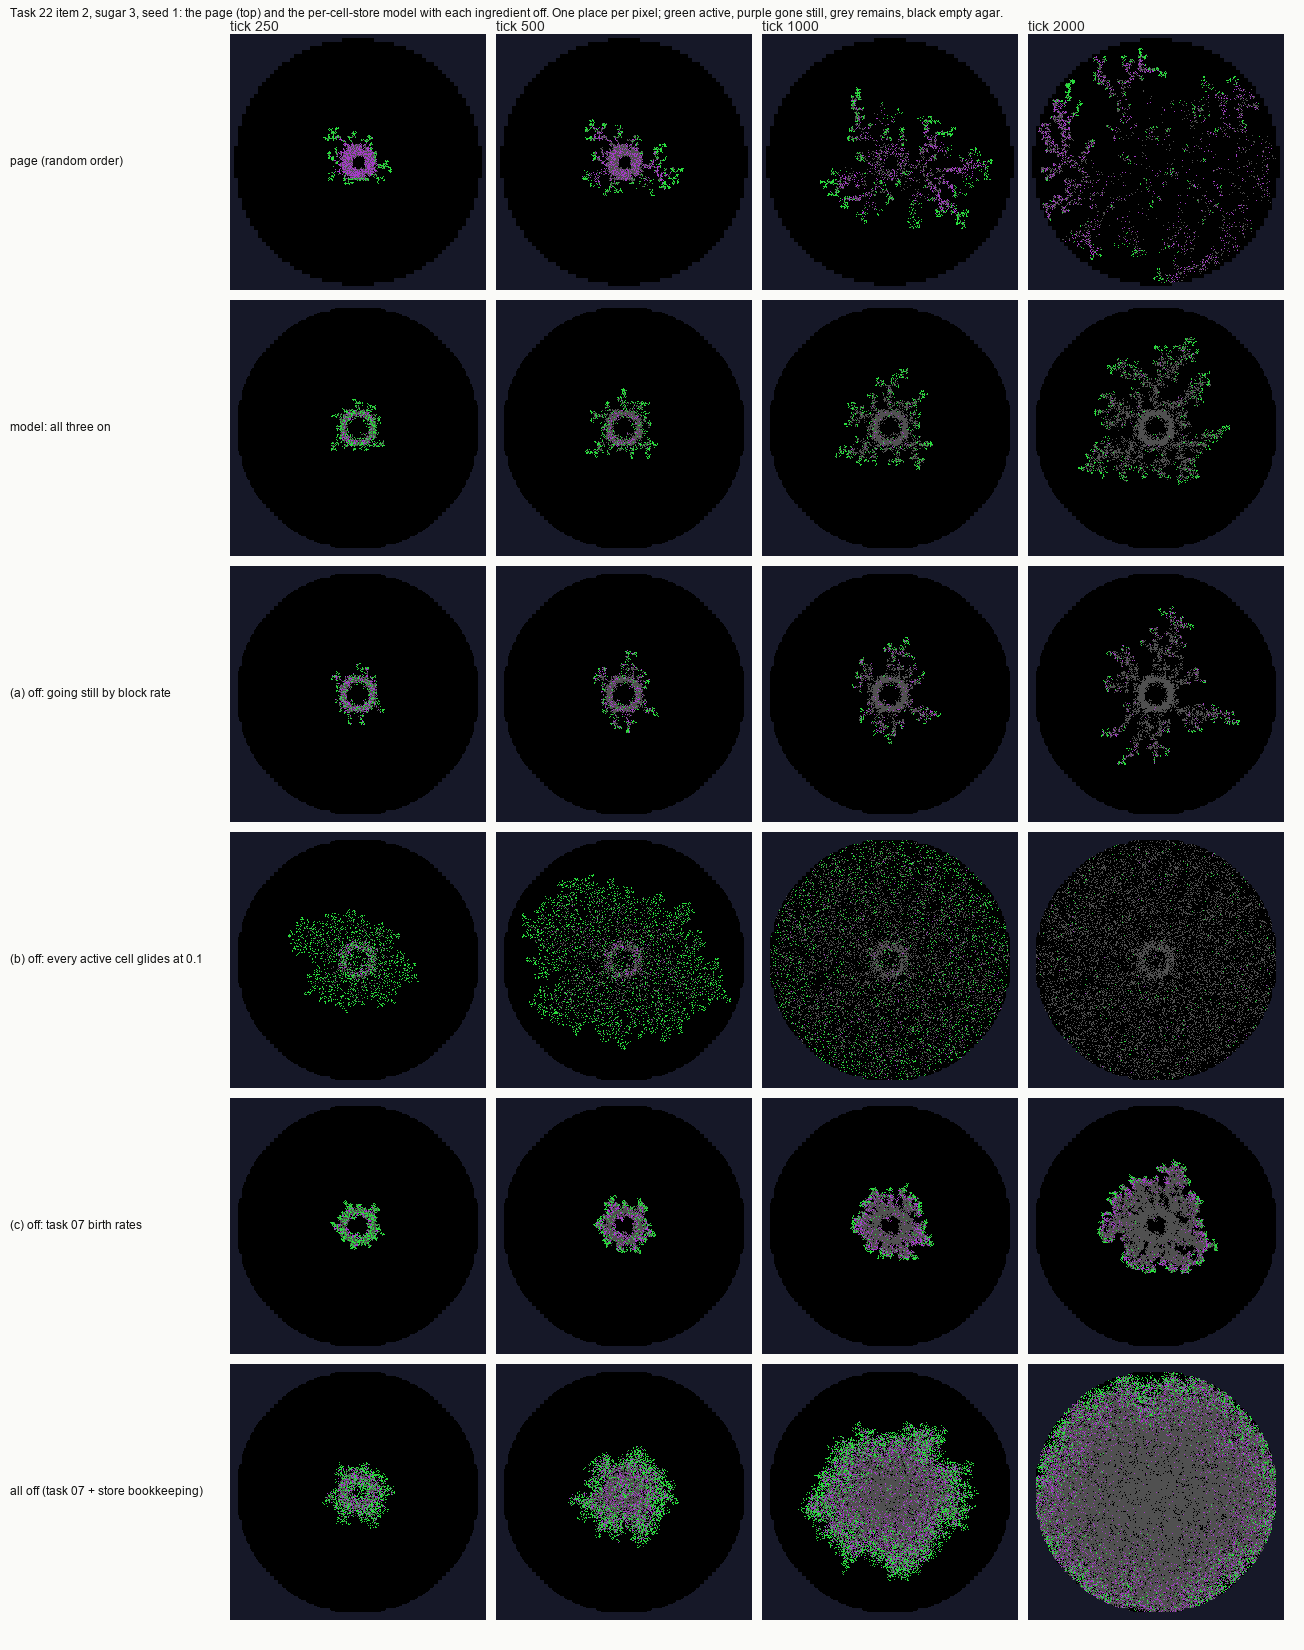 Task 22 item 2, sugar 3, seed 1: the page (top) and the per-cell-store model with each ingredient off. One place per pixel; green active, purple gone still, grey remains, black empty agar.
tick 250
tick 500
tick 1000
tick 2000
page (random order)
model: all three on
(a) off: going still by block rate
(b) off: every active cell glides at 0.1
(c) off: task 07 birth rates
all off (task 07 + store bookkeeping)